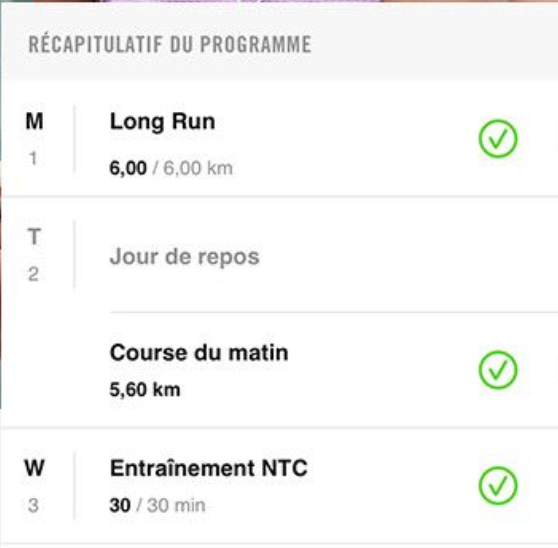 RÉCAPITULATIF DU PROGRAMME
M
1
Long Run
6,00 / 6,00 km
T
2
Jour de repos
Course du matin
5,60 km
W
3
Entraînement NTC
30 / 30 min